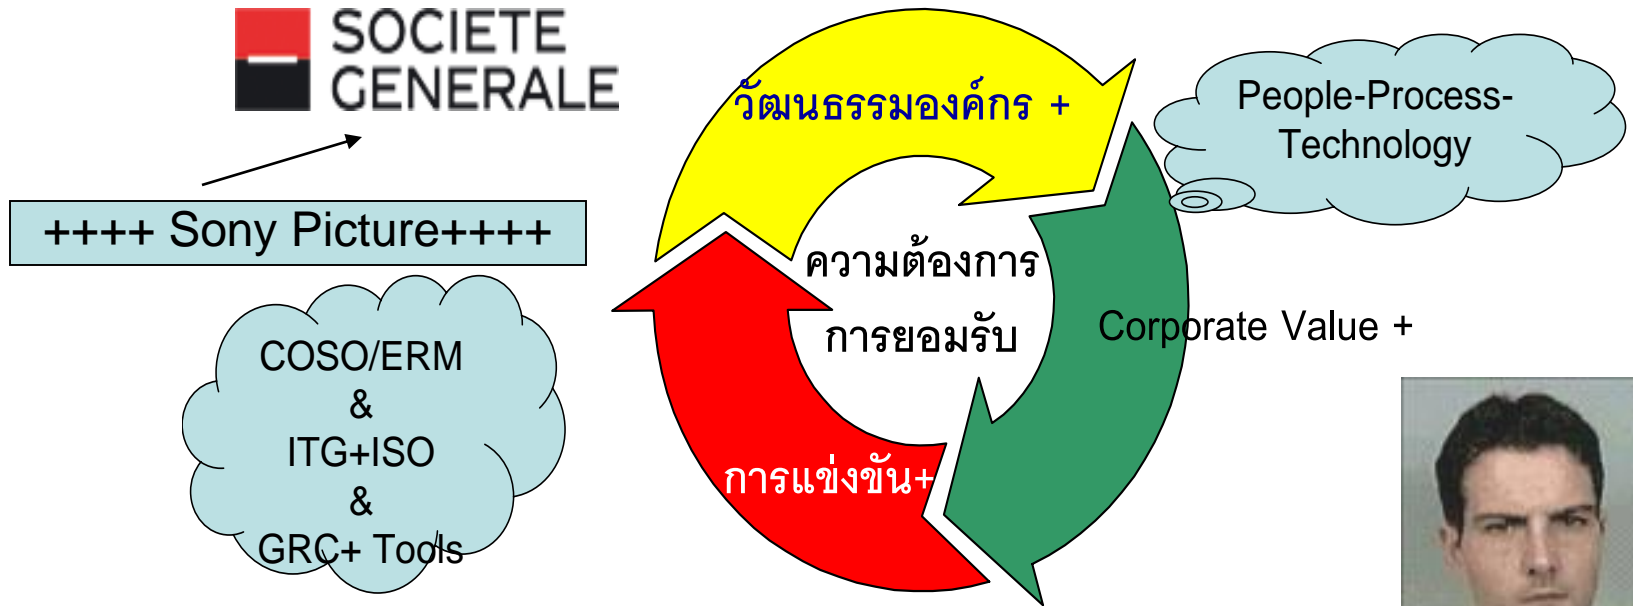 SOCIETE
GENERALE
วัฒนธรรมองค์กร +
People-Process-
Technology
++++ Sony Picture++++
ความต้องการ
การยอมรับ
Corporate Value +
COSO/ERM
&
ITG+ISO
&
GRC+ Tools
การแข่งขัน+